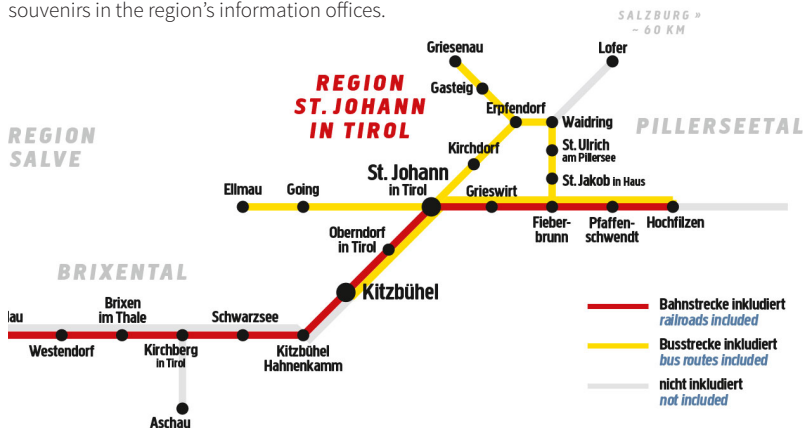 souvenirs in the region's information offices.
SALZBURG »
~ 60 KM
Griesenau
Lofer
REGION
ST. JOHANN
IN TIROL
Gasteig
Erpfendorf
Waidring
PILLERSEETAL
REGION
SALVE
Kirchdorf
St. Ulrich
am Pillersee
St. Johann
in Tirol
St. Jakob in Haus
Ellmau
Going
Grieswirt
Fieber-
brunn
Pfaffen-
schwendt
Hochfilzen
Oberndorf
in Tirol
BRIXENTAL
Kitzbühel
Brixen
im Thale
Schwarzsee
Westendorf
Kirchberg
in Tirol
Kitzbühel
Hahnenkamm
Aschau
Bahnstrecke inkludiert
railroads included
Busstrecke inkludiert
bus routes included
nicht inkludiert
not included